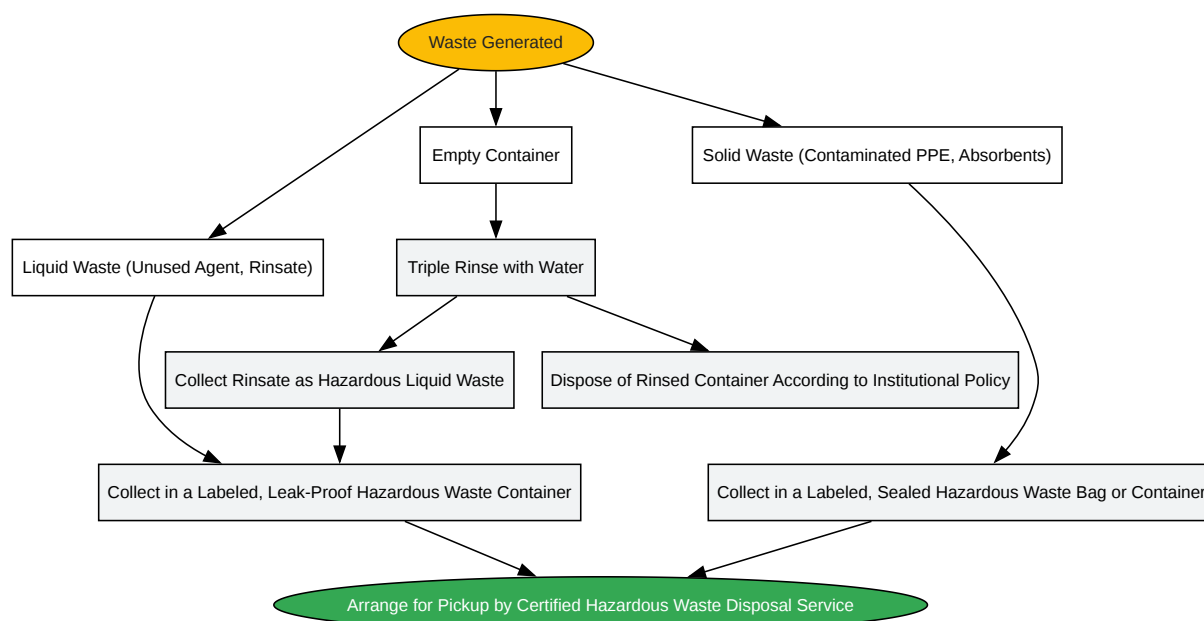 Waste Generated
Empty Container
Solid Waste (Contaminated PPE, Absorbents)
Liquid Waste (Unused Agent, Rinsate)
Triple Rinse with Water
Collect Rinsate as Hazardous Liquid Waste
Dispose of Rinsed Container According to Institutional Policy
Collect in a Labeled, Leak-Proof Hazardous Waste Container
Collect in a Labeled, Sealed Hazardous Waste Bag or Container
Arrange for Pickup by Certified Hazardous Waste Disposal Service